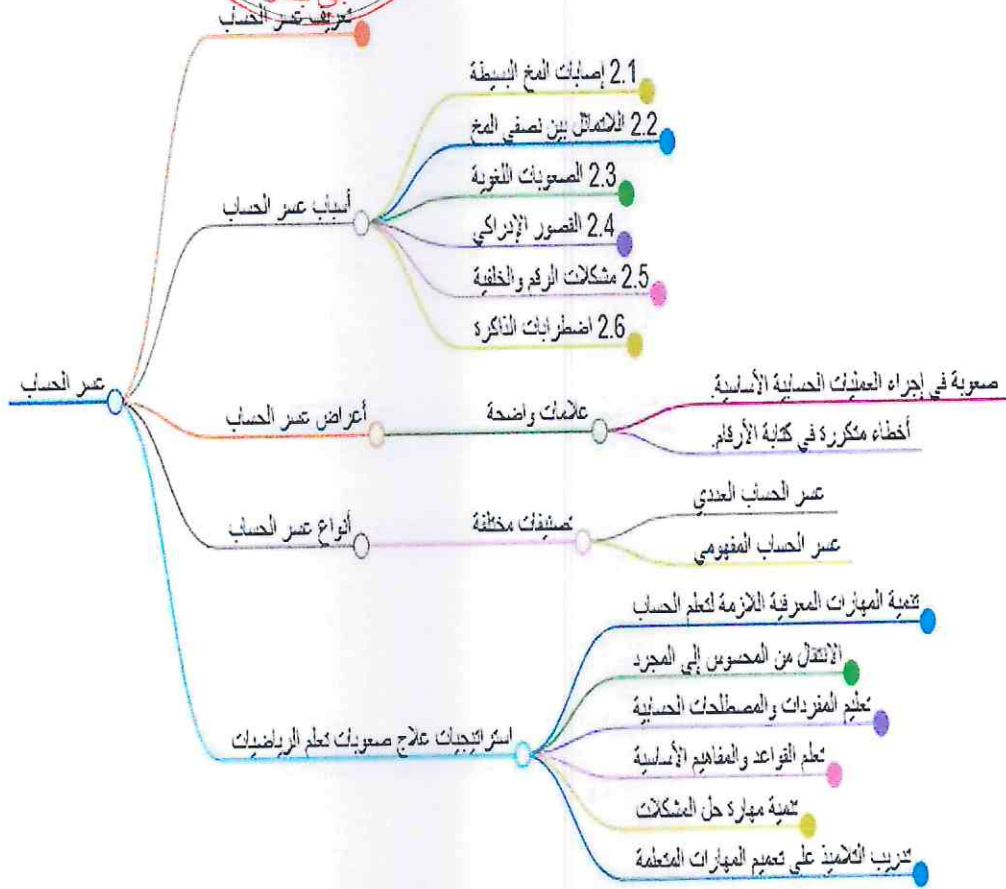 تعريف عسر الحساب
2.1 إصابات المخ البسيطة
2.2 اللاتماثل بين نصفي المخ
2.3 الصعوبات اللغوية
أسباب عسر الحساب
2.4 القصور الإدراكي
2.5 مشكلات الرقم والخلفية
2.6 اضطرابات الذاكرة
عسر الحساب
أعراض عسر الحساب
علامات واضحة
صعوبة في إجراء العمليات الحسابية الأساسية.
أخطاء متكررة في كتابة الأرقام.
أنواع عسر الحساب
تصنيفات مختلفة
عسر الحساب العددي
عسر الحساب المفهومي
استراتيجيات علاج صعوبات تعلم الرياضيات
تنمية المهارات المعرفية اللازمة لتعلم الحساب
الانتقال من المحسوس إلى المجرد
تعليم المفردات والمصطلحات الحسابية
تعلم القواعد والمفاهيم الأساسية
تنمية مهارة حل المشكلات
تدريب التلاميذ على تعميم المهارات المتعلمة